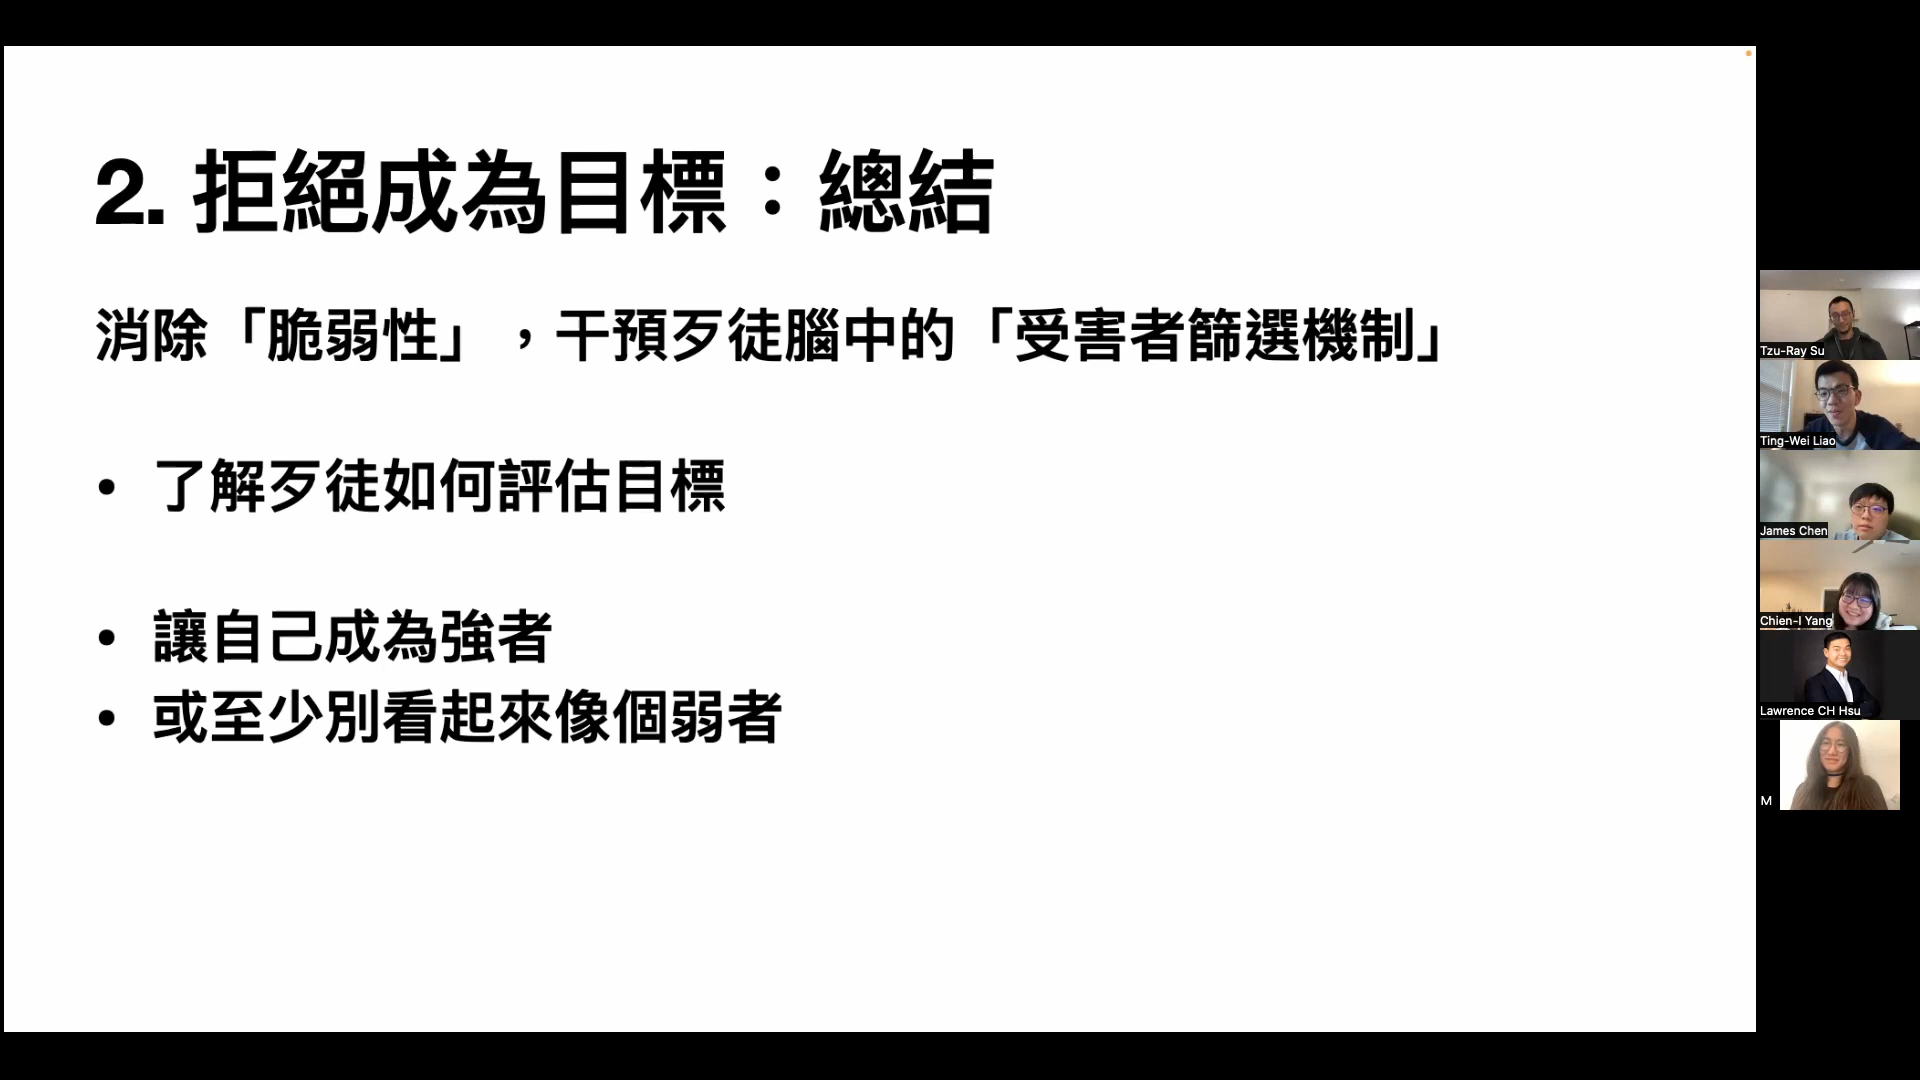 2. 拒絕成為目標：總結
消除「脆弱性」，干預歹徒腦中的「受害者篩選機制」
• 了解歹徒如何評估目標
• 讓自己成為強者
• 或至少別看起來像個弱者
Tzu-Ray Su
Ting-Wei Liao
James Chen
Chien-I Yang
Lawrence CH Hsu
M